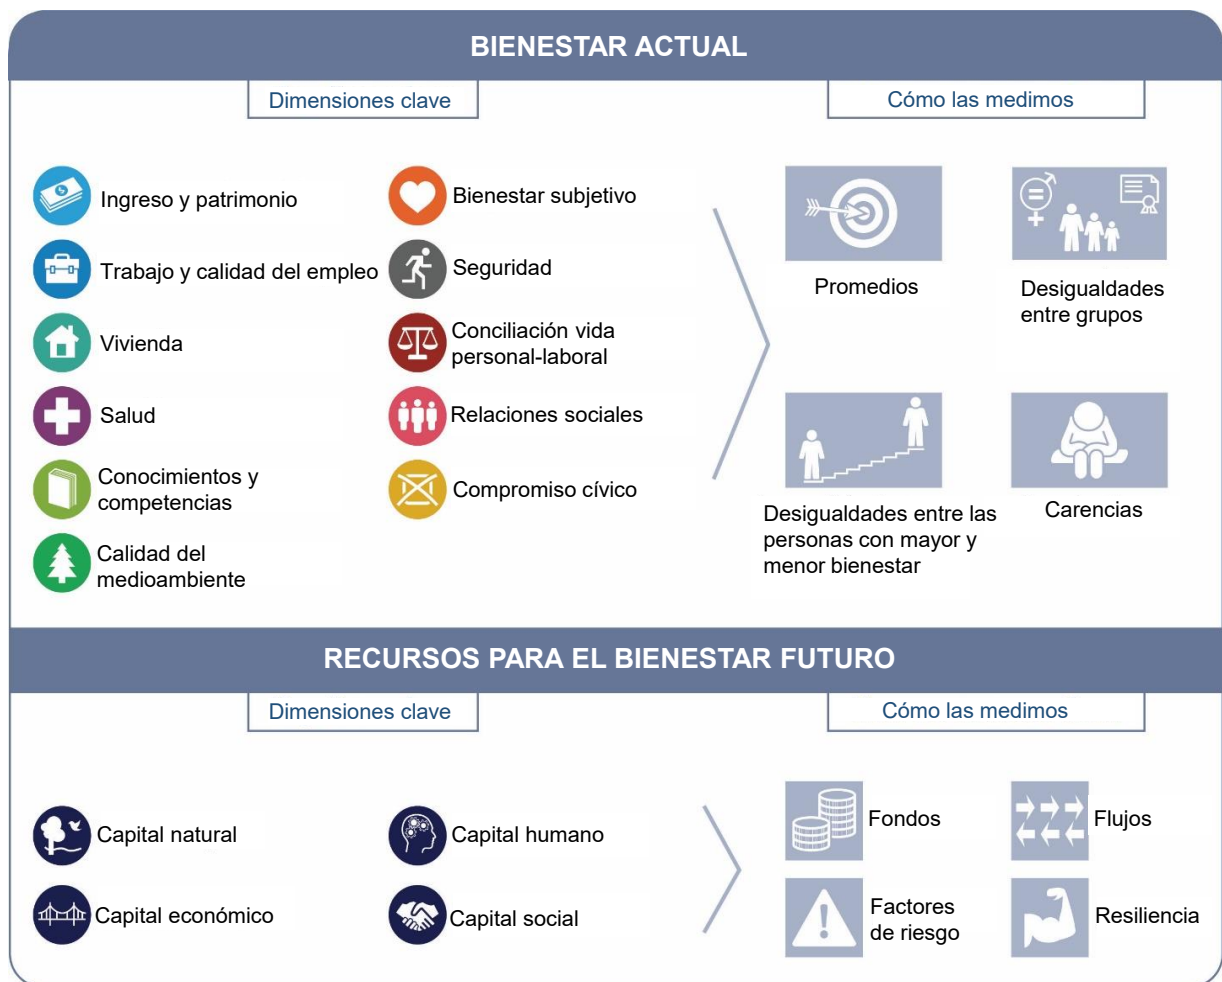 BIENESTAR ACTUAL
Dimensiones clave
Cómo las medimos
Ingreso y patrimonio
Trabajo y calidad del empleo
Vivienda
Salud
Conocimientos y
competencias
Calidad del
medioambiente
Bienestar subjetivo
Seguridad
Conciliación vida
personal-laboral
Relaciones sociales
Compromiso cívico
Promedios
Desigualdades
entre grupos
Desigualdades entre las
personas con mayor y
menor bienestar
Carencias
RECURSOS PARA EL BIENESTAR FUTURO
Dimensiones clave
Cómo las medimos
Capital natural
Capital económico
Capital humano
Capital social
Fondos
Flujos
Factores
de riesgo
Resiliencia